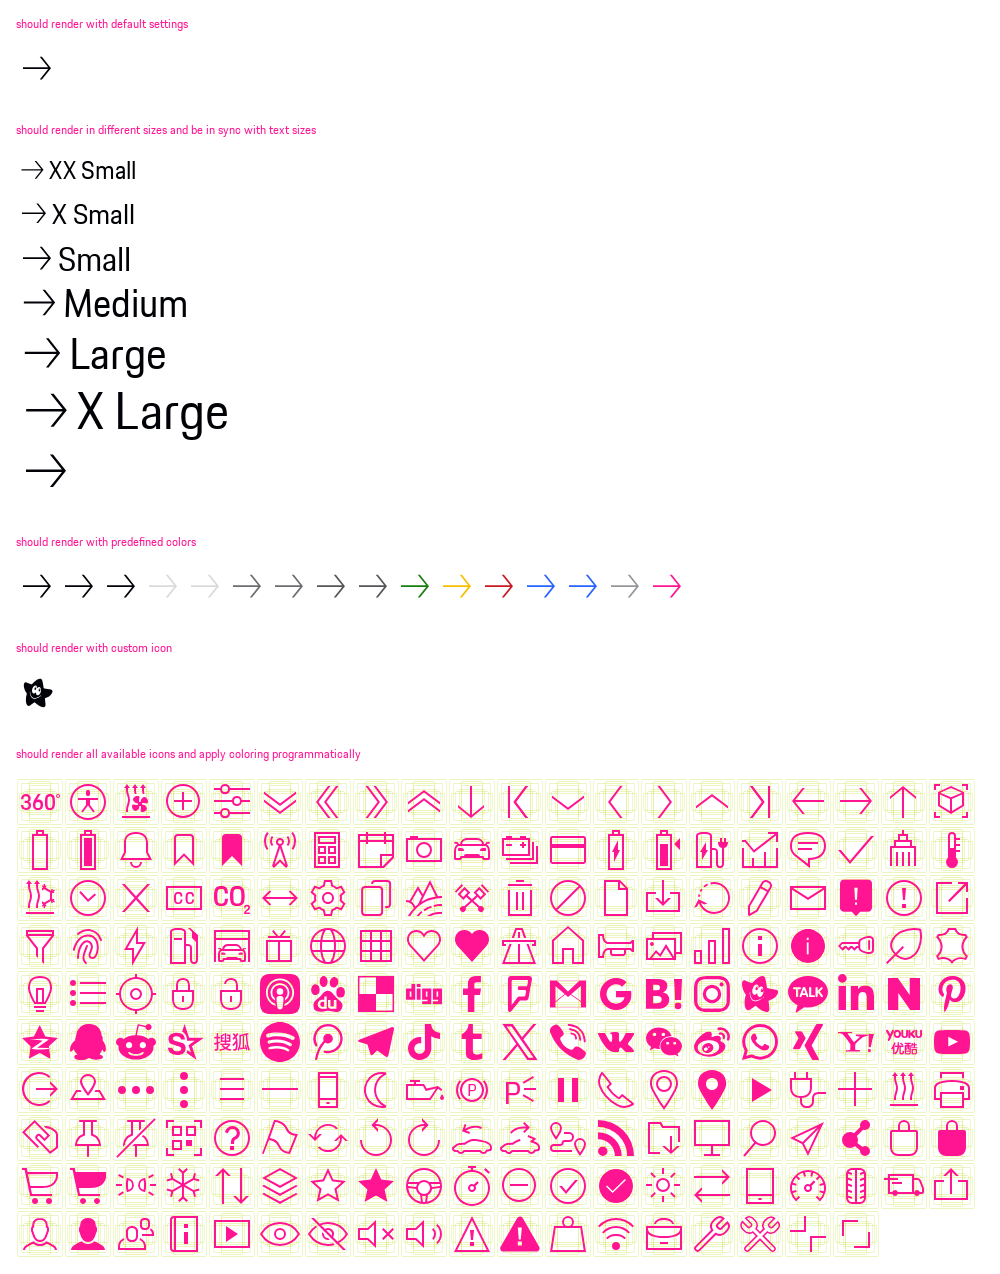 should render with default settings
should render in different sizes and be in sync with text sizes
XX Small
X Small
Small
Medium
Large
X Large
should render with predefined colors
should render with custom icon
should render all available icons and apply coloring programmatically
360°
CC CO2
du digg TALK in N
搜狐 Y! YOUKU 优酷
P P